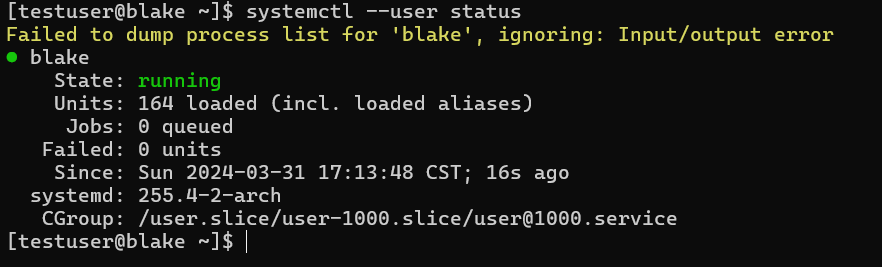 [testuser@blake ~]$ systemctl --user status
Failed to dump process list for 'blake', ignoring: Input/output error
● blake
State: running
Units: 164 loaded (incl. loaded aliases)
Jobs: 0 queued
Failed: 0 units
Since: Sun 2024-03-31 17:13:48 CST; 16s ago
systemd: 255.4-2-arch
CGroup: /user.slice/user-1000.slice/user@1000.service
[testuser@blake ~]$